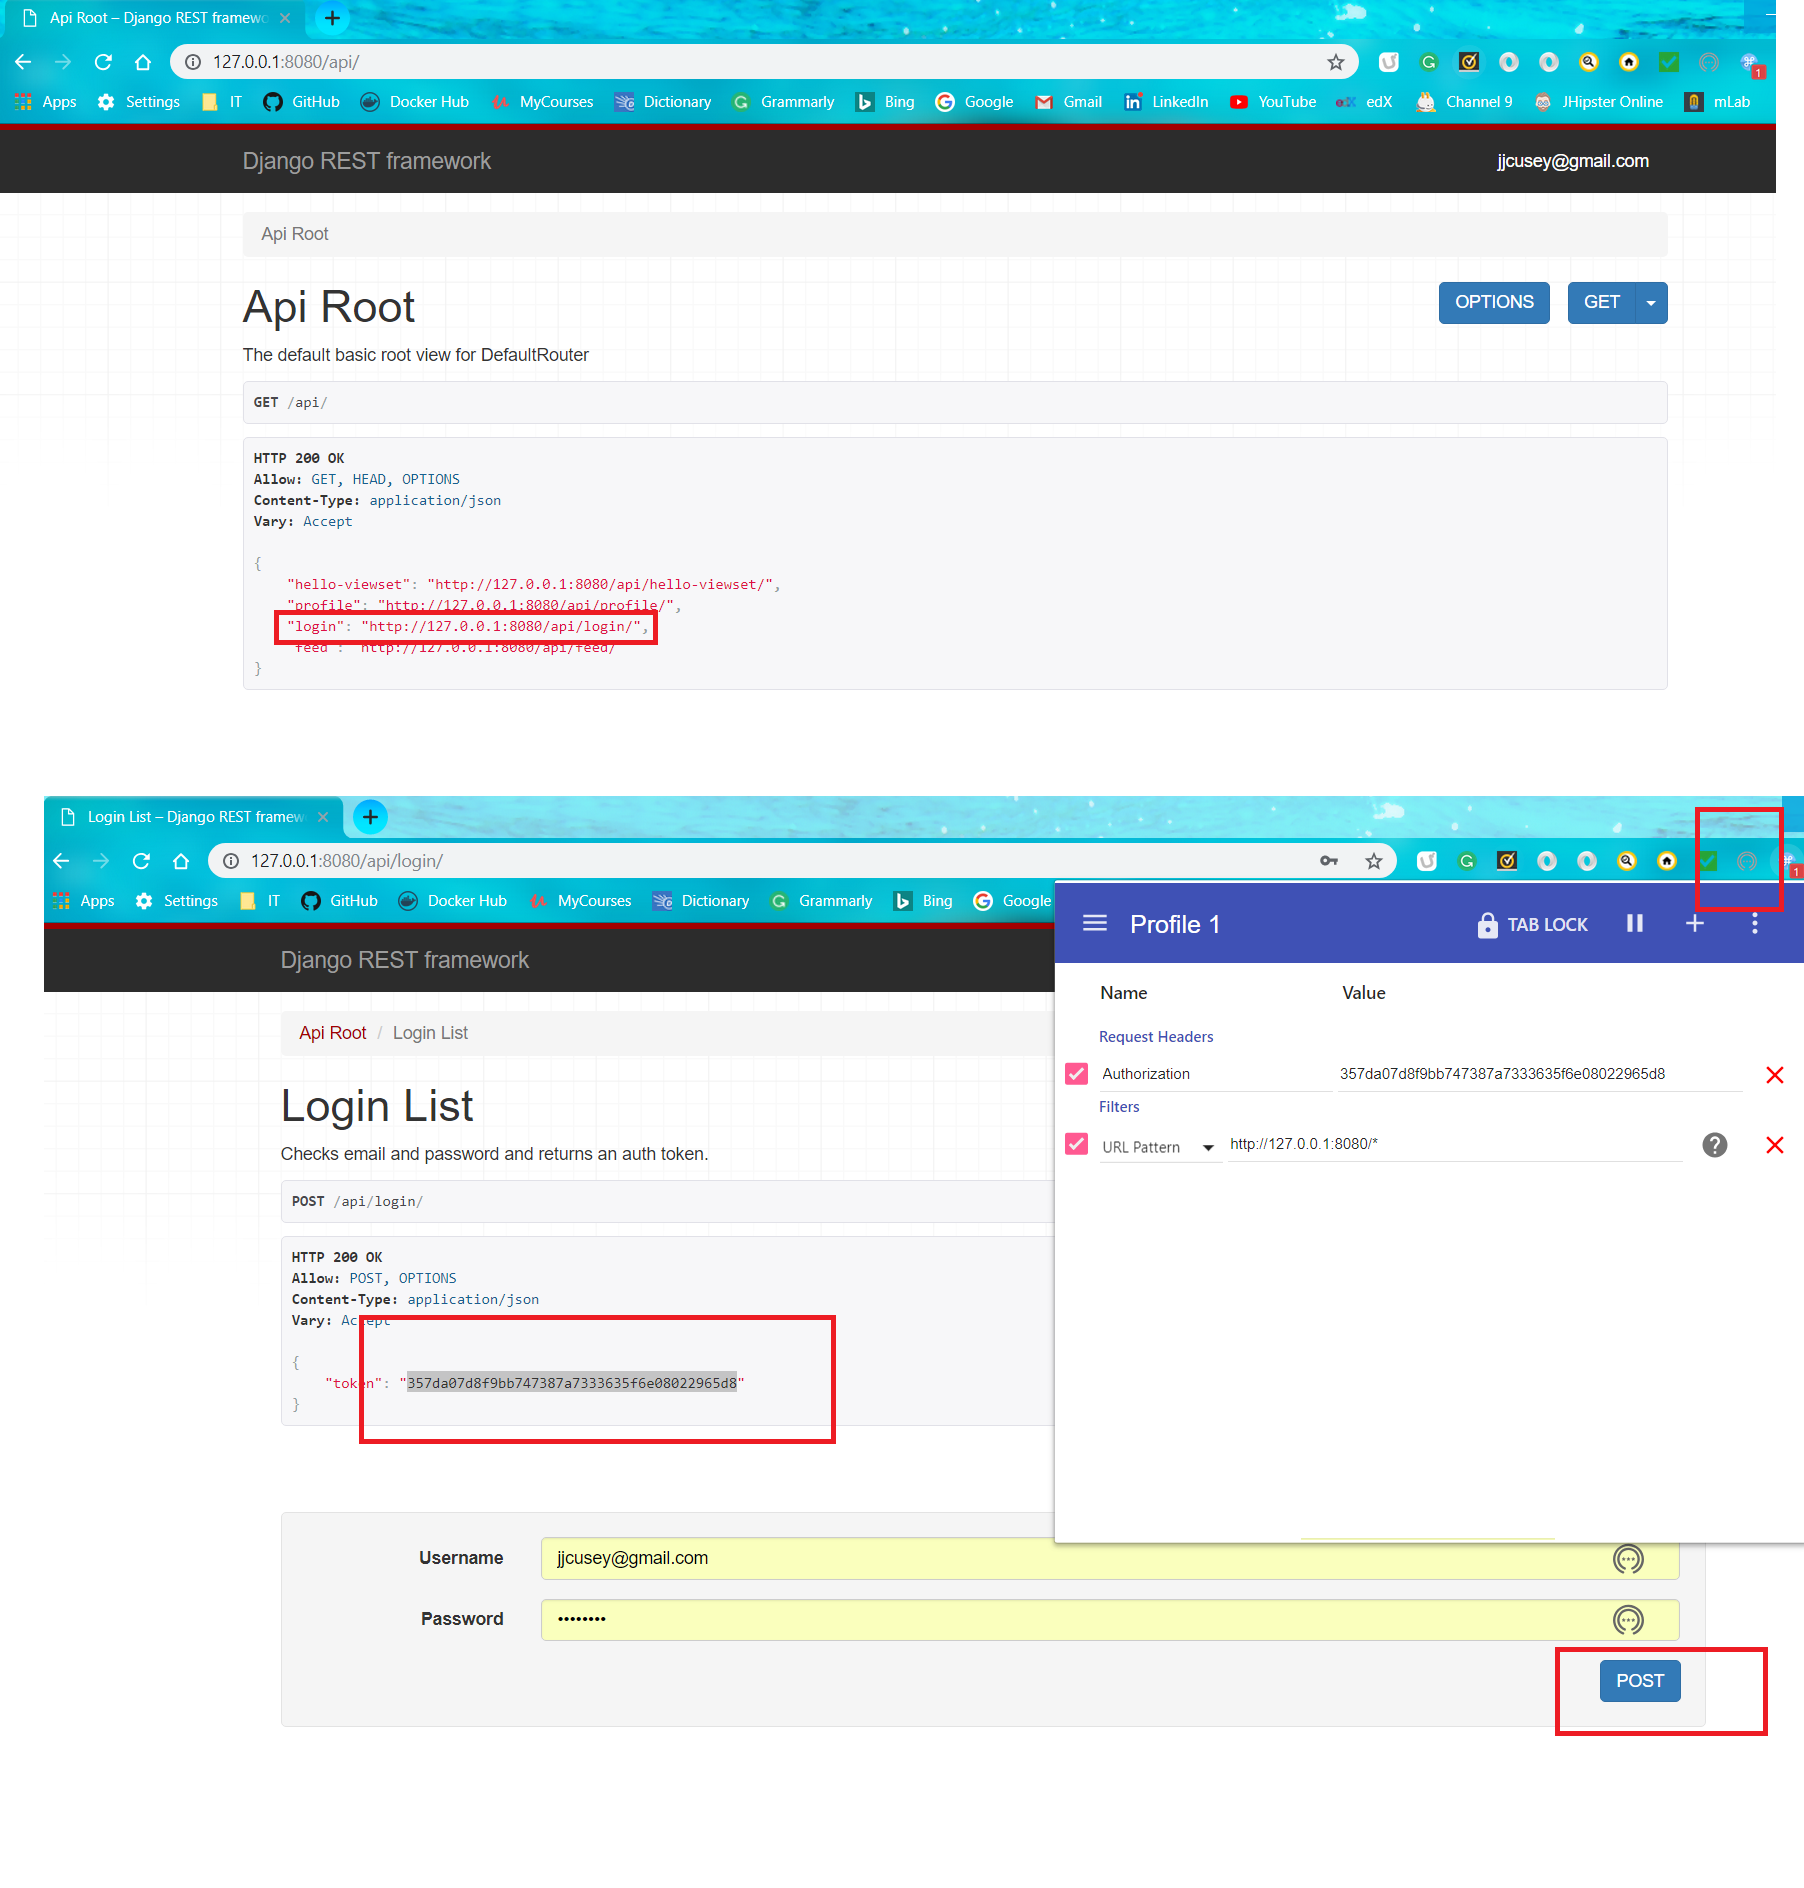 Api Root – Django REST framewo
127.0.0.1:8080/api/
1
Apps Settings IT GitHub Docker Hub MyCourses Dictionary Grammarly Bing Google Gmail LinkedIn YouTube edX Channel 9 JHipster Online mLab
Django REST framework jjcusey@gmail.com
Api Root
Api Root OPTIONS GET
The default basic root view for DefaultRouter
GET /api/
HTTP 200 OK
Allow: GET, HEAD, OPTIONS
Content-Type: application/json
Vary: Accept
{
"hello-viewset": "http://127.0.0.1:8080/api/hello-viewset/",
"profile": "http://127.0.0.1:8080/api/profile/",
"login": "http://127.0.0.1:8080/api/login/",
"feed": "http://127.0.0.1:8080/api/feed/"
}
Login List – Django REST framew
127.0.0.1:8080/api/login/
1
Apps Settings IT GitHub Docker Hub MyCourses Dictionary Grammarly Bing Google
Profile 1 TAB LOCK
Django REST framework
Name Value
Api Root / Login List
Request Headers
Authorization 357da07d8f9bb747387a7333635f6e08022965d8
Filters
URL Pattern http://127.0.0.1:8080/*
Login List
Checks email and password and returns an auth token.
POST /api/login/
HTTP 200 OK
Allow: POST, OPTIONS
Content-Type: application/json
Vary: Accept
{
"token": "357da07d8f9bb747387a7333635f6e08022965d8"
}
Username jjcusey@gmail.com
Password ••••••••
POST